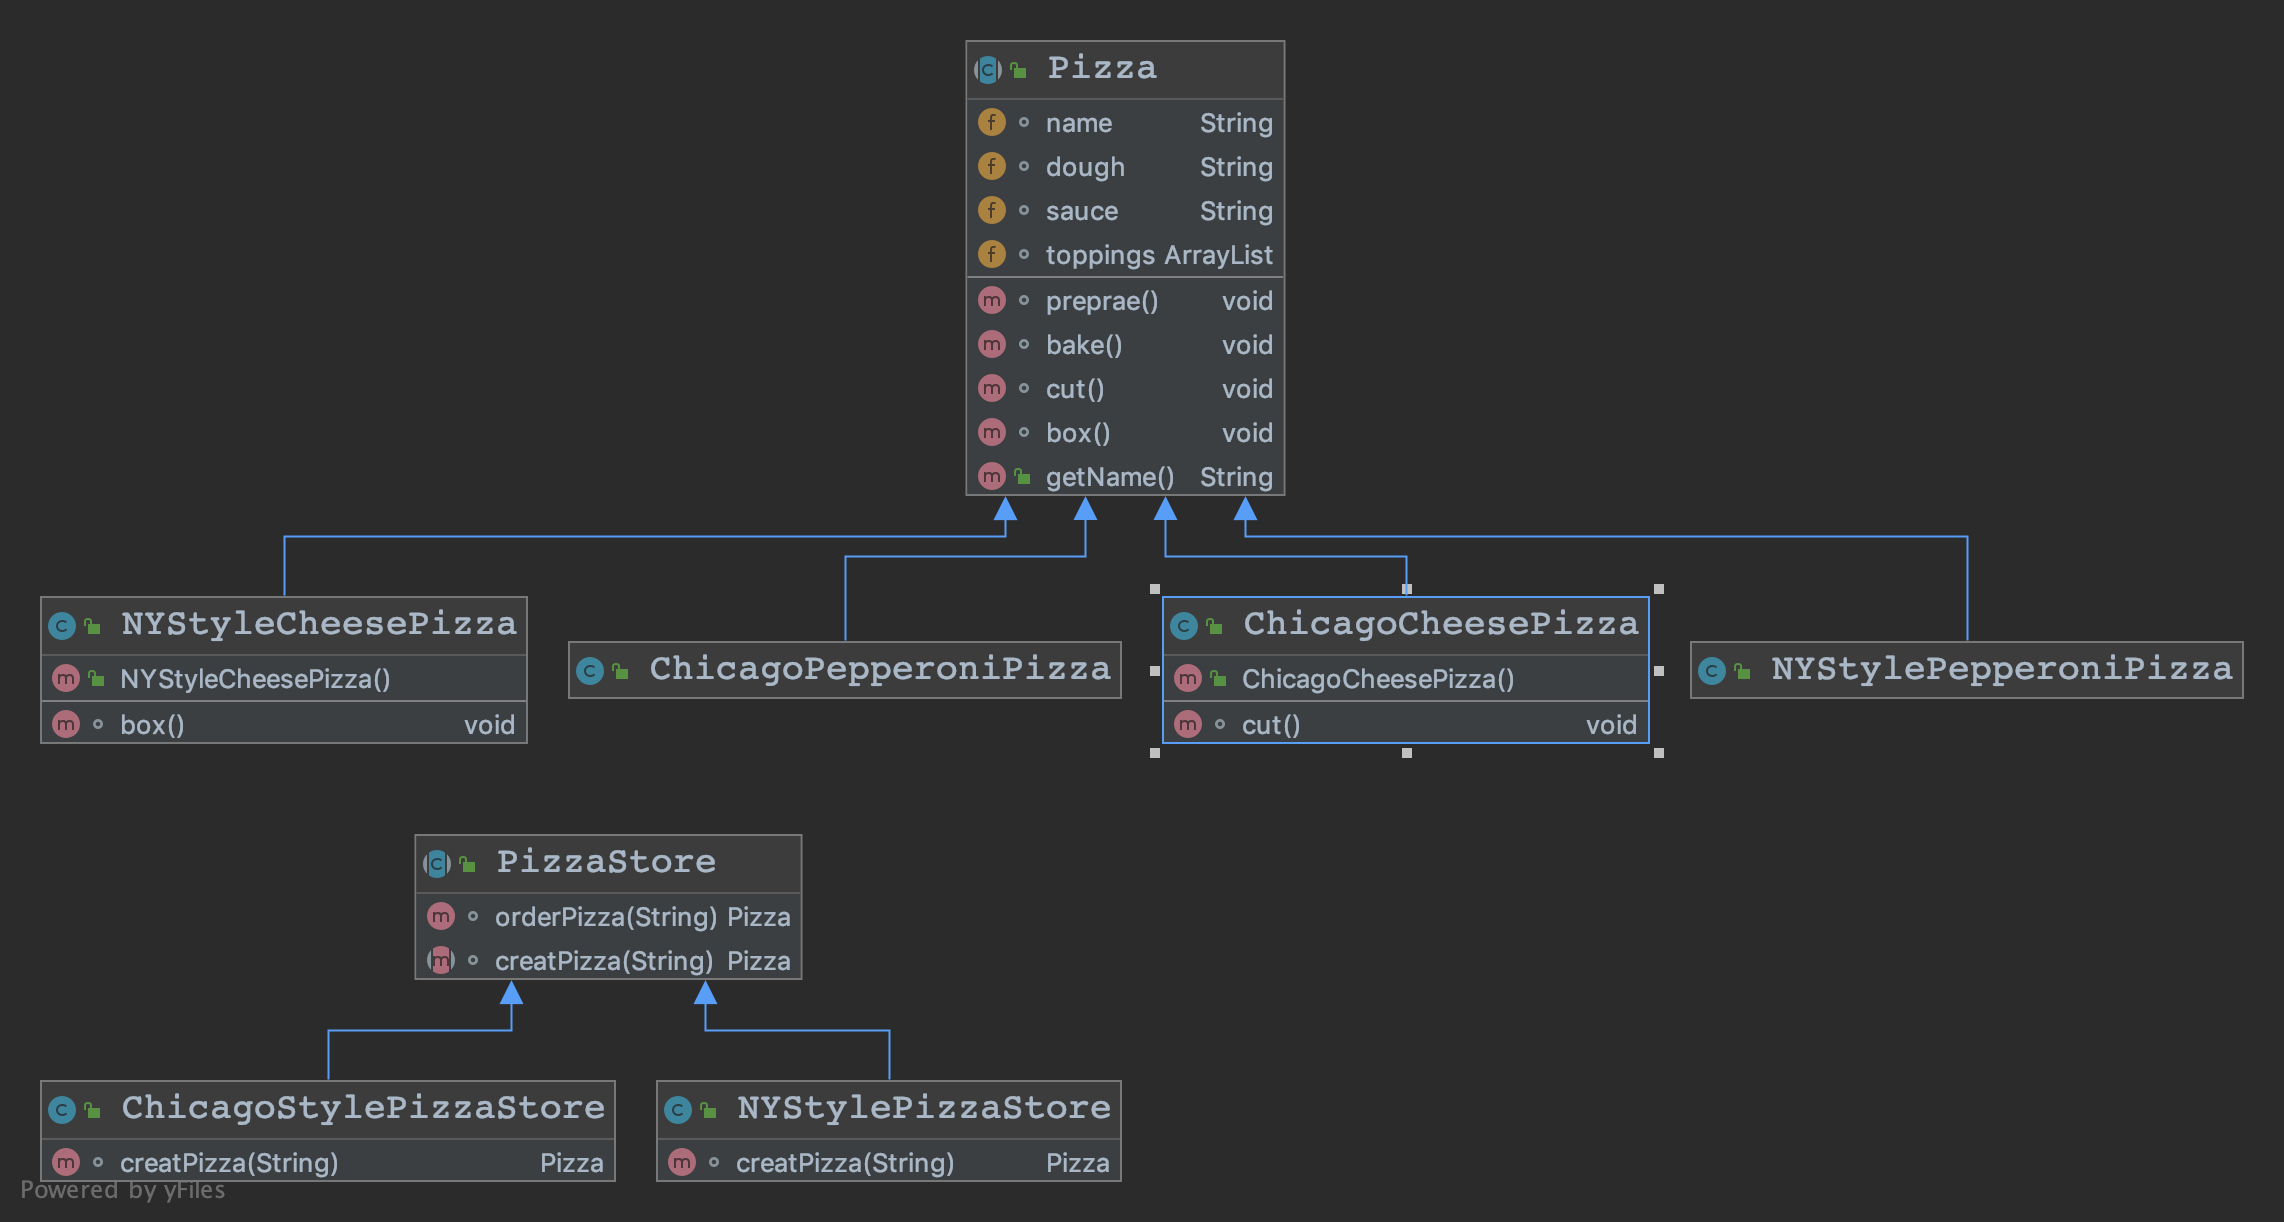 Pizza
name String
dough String
sauce String
toppings ArrayList
preprae() void
bake() void
cut() void
box() void
getName() String
NYStyleCheesePizza
NYStyleCheesePizza()
box() void
ChicagoPepperoniPizza
ChicagoCheesePizza
ChicagoCheesePizza()
cut() void
NYStylePepperoniPizza
PizzaStore
orderPizza(String) Pizza
creatPizza(String) Pizza
ChicagoStylePizzaStore
creatPizza(String) Pizza
NYStylePizzaStore
creatPizza(String) Pizza
Powered by yFiles